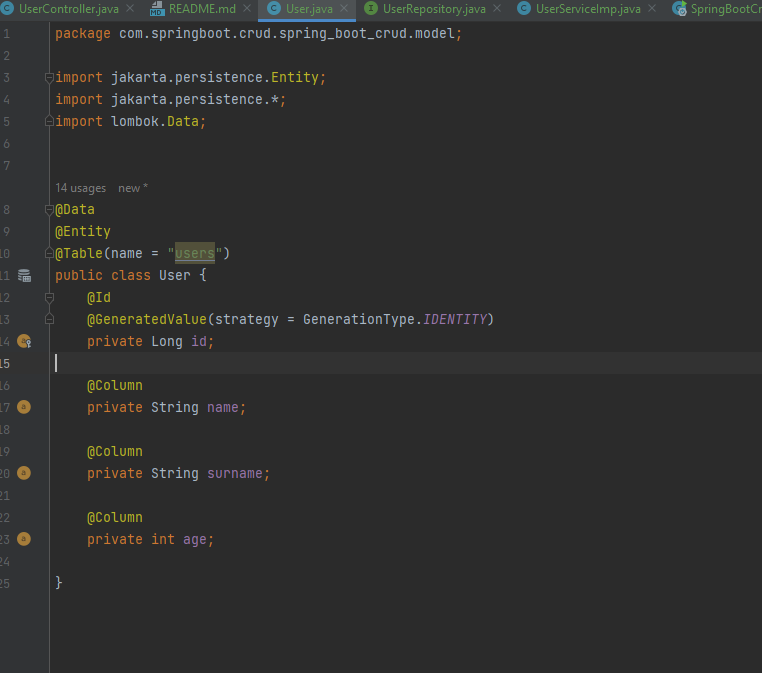 UserController.java README.md User.java UserRepository.java UserServiceImp.java SpringBootCr
1 package com.springboot.crud.spring_boot_crud.model;
2
3 import jakarta.persistence.Entity;
4 import jakarta.persistence.*;
5 import lombok.Data;
6
7
14 usages new *
8 @Data
9 @Entity
10 @Table(name = "users")
11 public class User {
12 @Id
13 @GeneratedValue(strategy = GenerationType.IDENTITY)
14 private Long id;
15
16 @Column
17 private String name;
18
19 @Column
20 private String surname;
21
22 @Column
23 private int age;
24
25 }